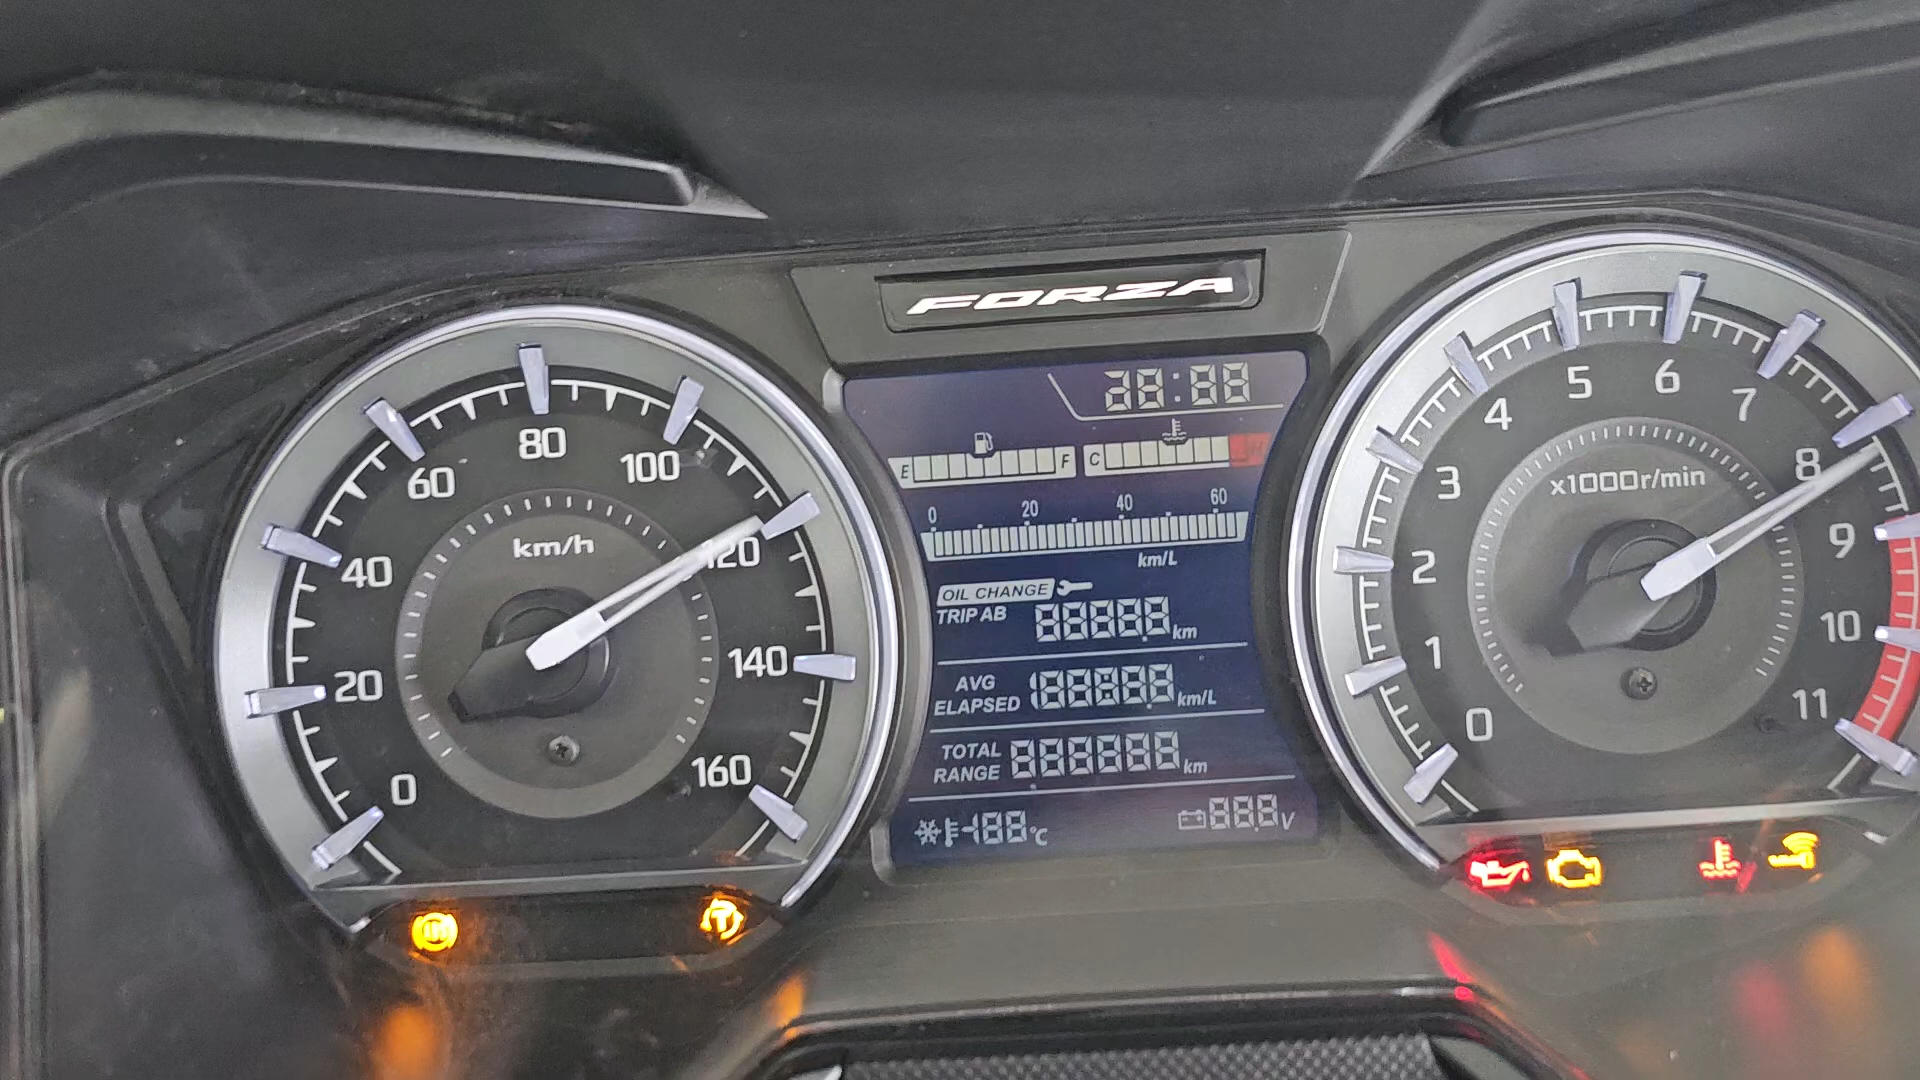 FORZA
28:88
E F C H
0 20 40 60
km/L
OIL CHANGE
TRIP AB 88888 km
AVG
ELAPSED 188888 km/L
TOTAL
RANGE 888888 km
-188 °C 888 V
km/h
0
20
40
60
80
100
120
140
160
x1000r/min
0
1
2
3
4
5
6
7
8
9
10
11